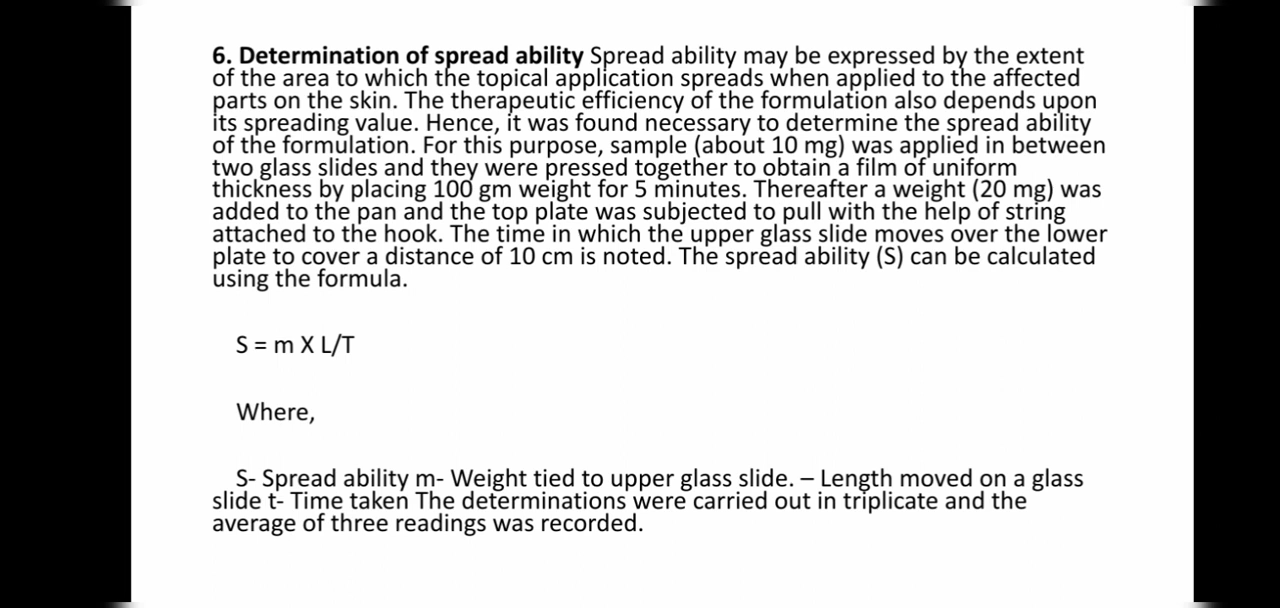 6. Determination of spread ability Spread ability may be expressed by the extent
of the area to which the topical application spreads when applied to the affected
parts on the skin. The therapeutic efficiency of the formulation also depends upon
its spreading value. Hence, it was found necessary to determine the spread ability
of the formulation. For this purpose, sample (about 10 mg) was applied in between
two glass slides and they were pressed together to obtain a film of uniform
thickness by placing 100 gm weight for 5 minutes. Thereafter a weight (20 mg) was
added to the pan and the top plate was subjected to pull with the help of string
attached to the hook. The time in which the upper glass slide moves over the lower
plate to cover a distance of 10 cm is noted. The spread ability (S) can be calculated
using the formula.
S = m X L/T
Where,
S- Spread ability m- Weight tied to upper glass slide. – Length moved on a glass
slide t- Time taken The determinations were carried out in triplicate and the
average of three readings was recorded.